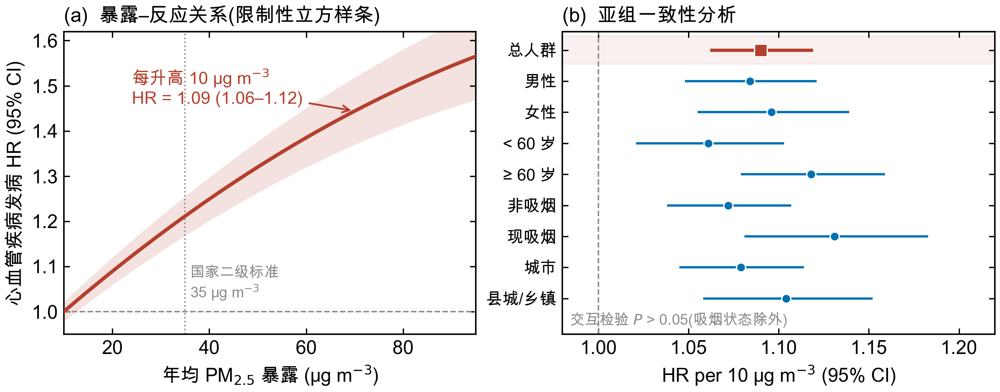 (a) 暴露–反应关系(限制性立方样条)
心血管疾病发病 HR (95% CI)
1.6
1.5
1.4
1.3
1.2
1.1
1.0
每升高 10 µg m⁻³
HR = 1.09 (1.06–1.12)
国家二级标准
35 µg m⁻³
20 40 60 80
年均 PM₂.₅ 暴露 (µg m⁻³)
(b) 亚组一致性分析
总人群
男性
女性
< 60 岁
≥ 60 岁
非吸烟
现吸烟
城市
县城/乡镇
交互检验 P > 0.05(吸烟状态除外)
1.00 1.05 1.10 1.15 1.20
HR per 10 µg m⁻³ (95% CI)